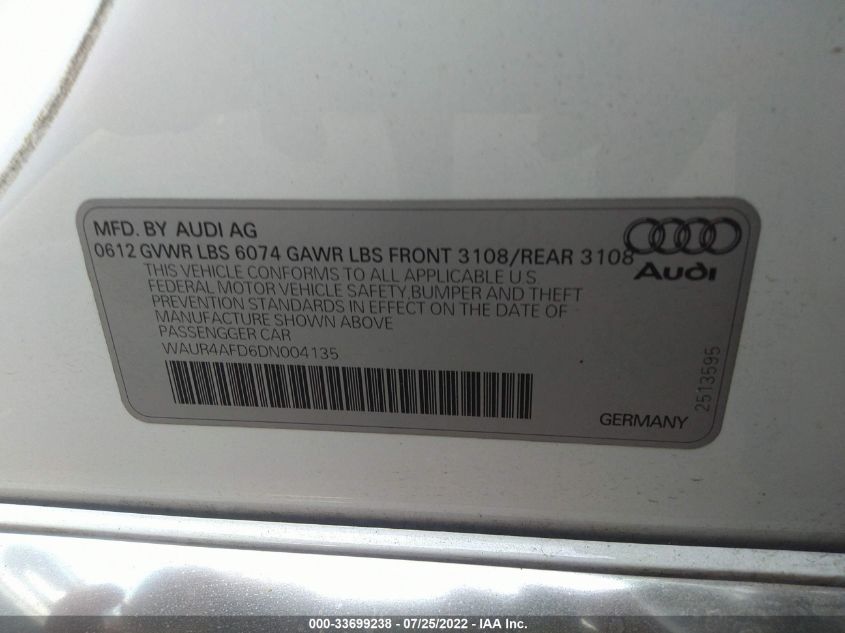 MFD. BY AUDI AG
0612 GVWR LBS 6074 GAWR LBS FRONT 3108/REAR 3108
THIS VEHICLE CONFORMS TO ALL APPLICABLE U.S.
FEDERAL MOTOR VEHICLE SAFETY,BUMPER AND THEFT
PREVENTION STANDARDS IN EFFECT ON THE DATE OF
MANUFACTURE SHOWN ABOVE
PASSENGGER CAR
WAUR4AFD6DN004135
Audi
2513595
GERMANY
000-33699238 - 07/25/2022 - IAA Inc.